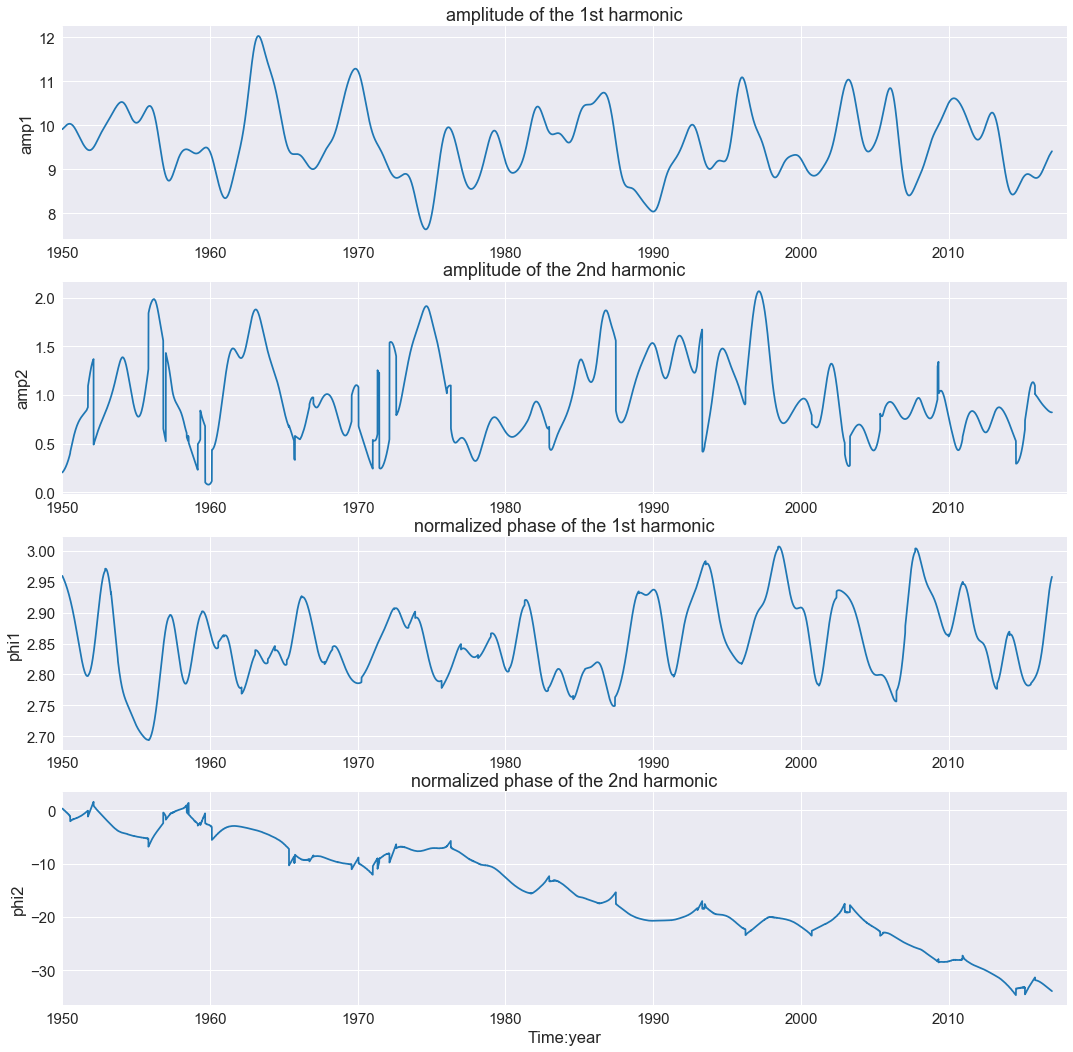 amplitude of the 1st harmonic
12
11
10
9
8
amp1
1950 1960 1970 1980 1990 2000 2010
amplitude of the 2nd harmonic
2.0
1.5
1.0
0.5
0.0
amp2
1950 1960 1970 1980 1990 2000 2010
normalized phase of the 1st harmonic
3.00
2.95
2.90
2.85
2.80
2.75
2.70
phi1
1950 1960 1970 1980 1990 2000 2010
normalized phase of the 2nd harmonic
0
−10
−20
−30
phi2
1950 1960 1970 1980 1990 2000 2010
Time:year